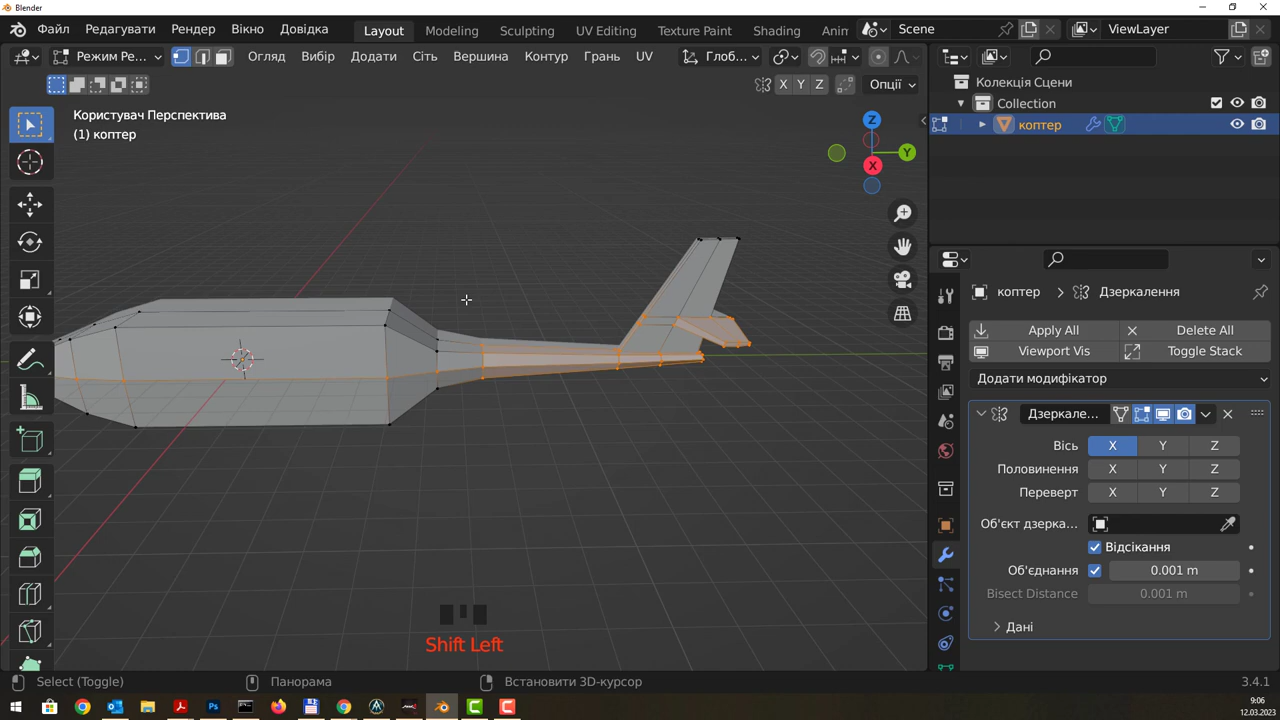 Blender
Файл Редагувати Рендер Вікно Довідка Layout Modeling Sculpting UV Editing Texture Paint Shading Anim Scene ViewLayer
Режим Ре... Огляд Вибір Додати Сіть Вершина Контур Грань UV Глоб...
X Y Z Опції
Колекція Сцени
Collection
коптер
Користувач Перспектива
(1) коптер
Z
Y
X
коптер Дзеркалення
Apply All Delete All
Viewport Vis Toggle Stack
Додати модифікатор
Дзеркале...
Вісь X Y Z
Половинення X Y Z
Переверт X Y Z
Об'єкт дзерка...
Відсікання
Об'єднання 0.001 m
Bisect Distance 0.001 m
Дані
Shift Left
Select (Toggle) Панорама Встановити 3D-курсор 3.4.1
9:06
12.03.2023